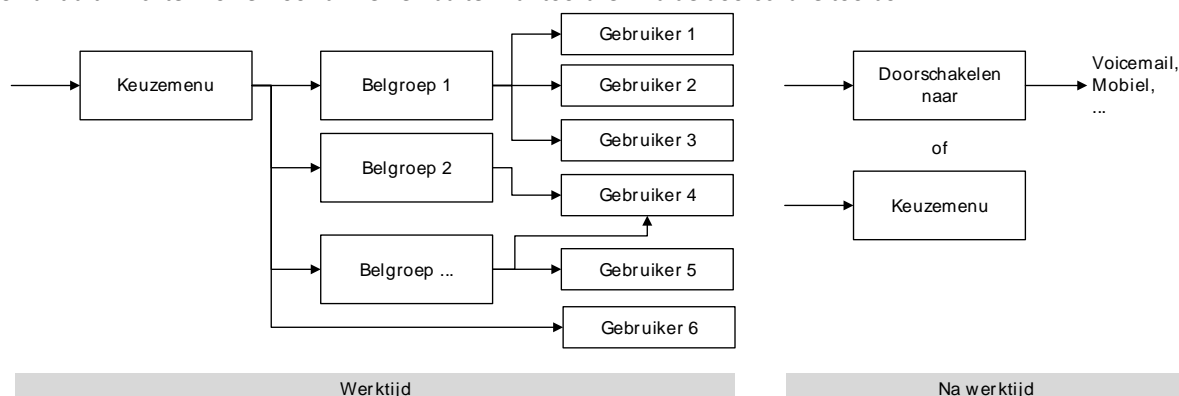 Keuzemenu
Belgroep 1
Belgroep 2
Belgroep ...
Gebruiker 1
Gebruiker 2
Gebruiker 3
Gebruiker 4
Gebruiker 5
Gebruiker 6
Werktijd
Doorschakelen
naar
Voicemail,
Mobiel,
...
of
Keuzemenu
Na werktijd